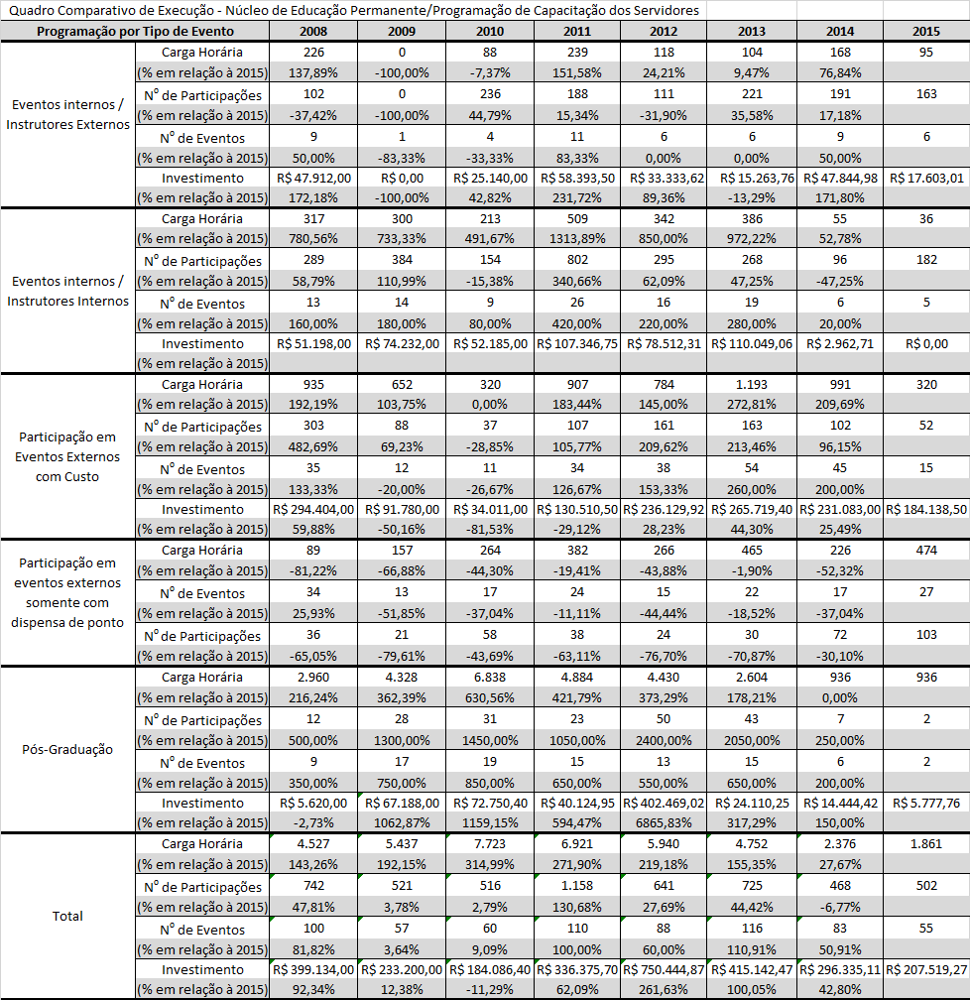 Quadro Comparativo de Execução - Núcleo de Educação Permanente/Programação de Capacitação dos Servidores
Programação por Tipo de Evento 2008 2009 2010 2011 2012 2013 2014 2015
Eventos internos / Instrutores Externos
Carga Horária 226 0 88 239 118 104 168 95
(% em relação à 2015) 137,89% -100,00% -7,37% 151,58% 24,21% 9,47% 76,84%
Nº de Participações 102 0 236 188 111 221 191 163
(% em relação à 2015) -37,42% -100,00% 44,79% 15,34% -31,90% 35,58% 17,18%
Nº de Eventos 9 1 4 11 6 6 9 6
(% em relação à 2015) 50,00% -83,33% -33,33% 83,33% 0,00% 0,00% 50,00%
Investimento R$ 47.912,00 R$ 0,00 R$ 25.140,00 R$ 58.393,50 R$ 33.333,62 R$ 15.263,76 R$ 47.844,98 R$ 17.603,01
(% em relação à 2015) 172,18% -100,00% 42,82% 231,72% 89,36% -13,29% 171,80%
Eventos internos / Instrutores Internos
Carga Horária 317 300 213 509 342 386 55 36
(% em relação à 2015) 780,56% 733,33% 491,67% 1313,89% 850,00% 972,22% 52,78%
Nº de Participações 289 384 154 802 295 268 96 182
(% em relação à 2015) 58,79% 110,99% -15,38% 340,66% 62,09% 47,25% -47,25%
Nº de Eventos 13 14 9 26 16 19 6 5
(% em relação à 2015) 160,00% 180,00% 80,00% 420,00% 220,00% 280,00% 20,00%
Investimento R$ 51.198,00 R$ 74.232,00 R$ 52.185,00 R$ 107.346,75 R$ 78.512,31 R$ 110.049,06 R$ 2.962,71 R$ 0,00
(% em relação à 2015)
Participação em Eventos Externos com Custo
Carga Horária 935 652 320 907 784 1.193 991 320
(% em relação à 2015) 192,19% 103,75% 0,00% 183,44% 145,00% 272,81% 209,69%
Nº de Participações 303 88 37 107 161 163 102 52
(% em relação à 2015) 482,69% 69,23% -28,85% 105,77% 209,62% 213,46% 96,15%
Nº de Eventos 35 12 11 34 38 54 45 15
(% em relação à 2015) 133,33% -20,00% -26,67% 126,67% 153,33% 260,00% 200,00%
Investimento R$ 294.404,00 R$ 91.780,00 R$ 34.011,00 R$ 130.510,50 R$ 236.129,92 R$ 265.719,40 R$ 231.083,00 R$ 184.138,50
(% em relação à 2015) 59,88% -50,16% -81,53% -29,12% 28,23% 44,30% 25,49%
Participação em eventos externos somente com dispensa de ponto
Carga Horária 89 157 264 382 266 465 226 474
(% em relação à 2015) -81,22% -66,88% -44,30% -19,41% -43,88% -1,90% -52,32%
Nº de Eventos 34 13 17 24 15 22 17 27
(% em relação à 2015) 25,93% -51,85% -37,04% -11,11% -44,44% -18,52% -37,04%
Nº de Participações 36 21 58 38 24 30 72 103
(% em relação à 2015) -65,05% -79,61% -43,69% -63,11% -76,70% -70,87% -30,10%
Pós-Graduação
Carga Horária 2.960 4.328 6.838 4.884 4.430 2.604 936 936
(% em relação à 2015) 216,24% 362,39% 630,56% 421,79% 373,29% 178,21% 0,00%
Nº de Participações 12 28 31 23 50 43 7 2
(% em relação à 2015) 500,00% 1300,00% 1450,00% 1050,00% 2400,00% 2050,00% 250,00%
Nº de Eventos 9 17 19 15 13 15 6 2
(% em relação à 2015) 350,00% 750,00% 850,00% 650,00% 550,00% 650,00% 200,00%
Investimento R$ 5.620,00 R$ 67.188,00 R$ 72.750,40 R$ 40.124,95 R$ 402.469,02 R$ 24.110,25 R$ 14.444,42 R$ 5.777,76
(% em relação à 2015) -2,73% 1062,87% 1159,15% 594,47% 6865,83% 317,29% 150,00%
Total
Carga Horária 4.527 5.437 7.723 6.921 5.940 4.752 2.376 1.861
(% em relação à 2015) 143,26% 192,15% 314,99% 271,90% 219,18% 155,35% 27,67%
Nº de Participações 742 521 516 1.158 641 725 468 502
(% em relação à 2015) 47,81% 3,78% 2,79% 130,68% 27,69% 44,42% -6,77%
Nº de Eventos 100 57 60 110 88 116 83 55
(% em relação à 2015) 81,82% 3,64% 9,09% 100,00% 60,00% 110,91% 50,91%
Investimento R$ 399.134,00 R$ 233.200,00 R$ 184.086,40 R$ 336.375,70 R$ 750.444,87 R$ 415.142,47 R$ 296.335,11 R$ 207.519,27
(% em relação à 2015) 92,34% 12,38% -11,29% 62,09% 261,63% 100,05% 42,80%